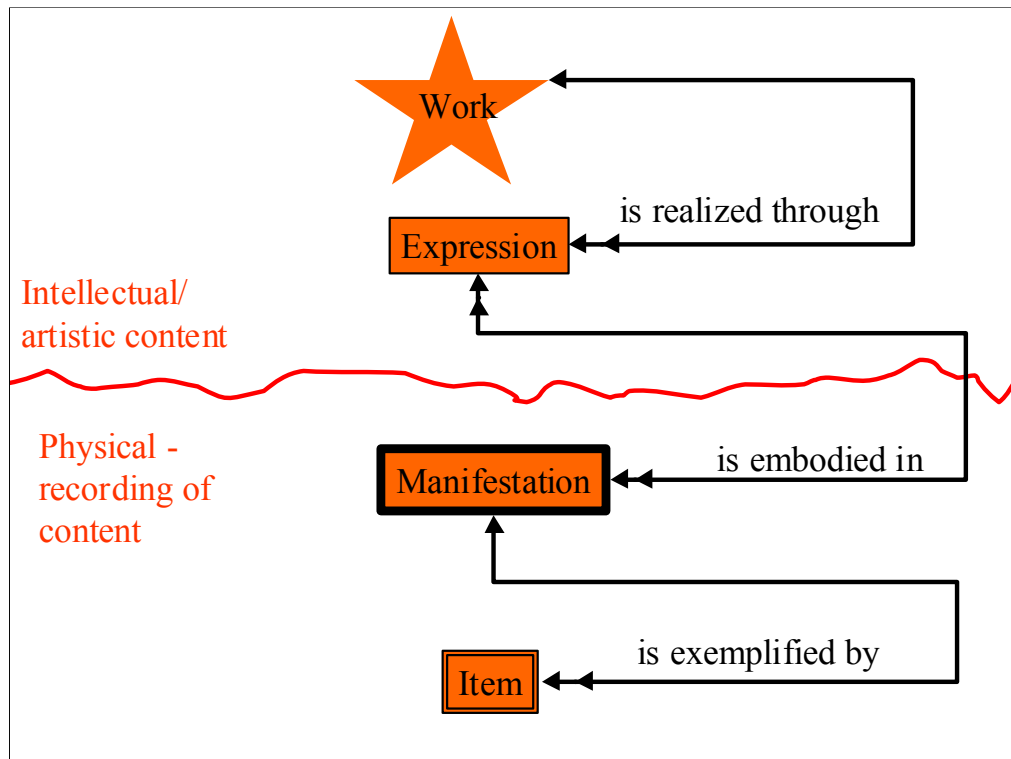 Work
is realized through
Expression
Intellectual/
artistic content
Physical -
recording of
content
is embodied in
Manifestation
is exemplified by
Item